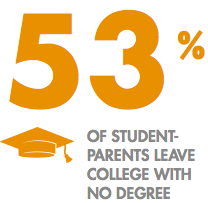 53%
OF STUDENT-
PARENTS LEAVE
COLLEGE WITH
NO DEGREE